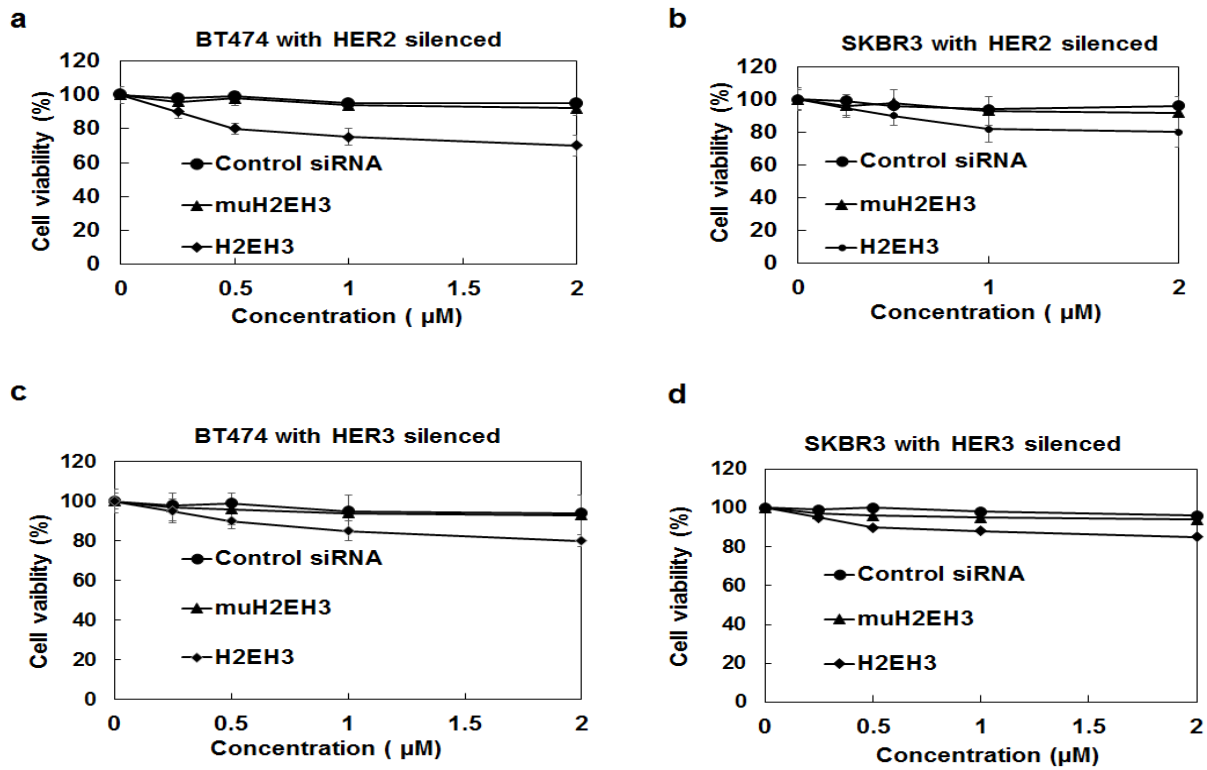 a
BT474 with HER2 silenced
Cell viability (%)
120
100
80
60
40
20
0
Control siRNA
muH2EH3
H2EH3
0 0.5 1 1.5 2
Concentration ( µM)
b
SKBR3 with HER2 silenced
Cell viability (%)
120
100
80
60
40
20
0
Control siRNA
muH2EH3
H2EH3
0 1 2
Concentration ( µM)
c
BT474 with HER3 silenced
Cell vaiblity (%)
120
100
80
60
40
20
0
Control siRNA
muH2EH3
H2EH3
0 0.5 1 1.5 2
Concentration ( µM)
d
SKBR3 with HER3 silenced
Cell viability (%)
120
100
80
60
40
20
0
Control siRNA
muH2EH3
H2EH3
0 0.5 1 1.5 2
Concentration (µM)